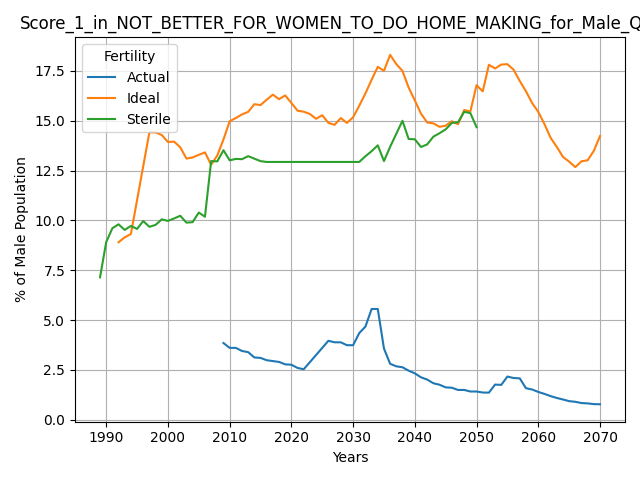 Score_1_in_NOT_BETTER_FOR_WOMEN_TO_DO_HOME_MAKING_for_Male_Q
Fertility
Actual
Ideal
Sterile
% of Male Population
17.5
15.0
12.5
10.0
7.5
5.0
2.5
0.0
1990 2000 2010 2020 2030 2040 2050 2060 2070
Years